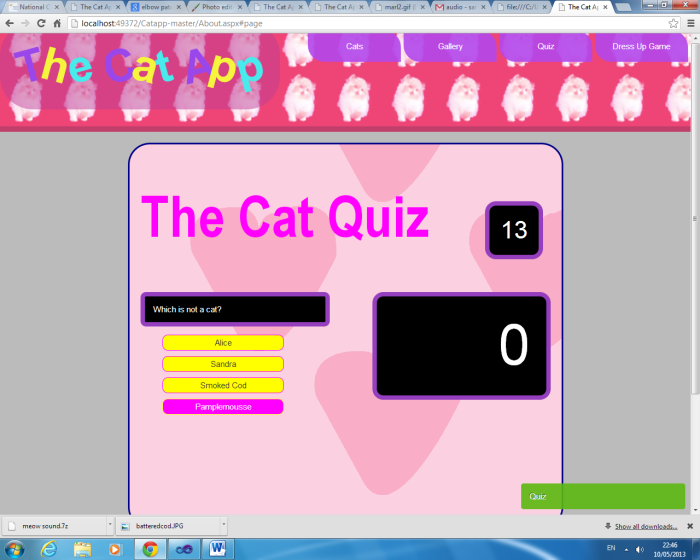 National G
The Cat Ap
elbow pat
Photo edit
The Cat Ap
The Cat Ap
marl2.gif (
audio - sxc
file:///C:/
The Cat Ap
localhost:49372/Catapp-master/About.aspx#page
The Cat App
Cats
Gallery
Quiz
Dress Up Game
The Cat Quiz
13
Which is not a cat?
0
Alice
Sandra
Smoked Cod
Pamplemousse
Quiz
meow sound.7z
batteredcod.JPG
Show all downloads...
EN
22:46
10/05/2013